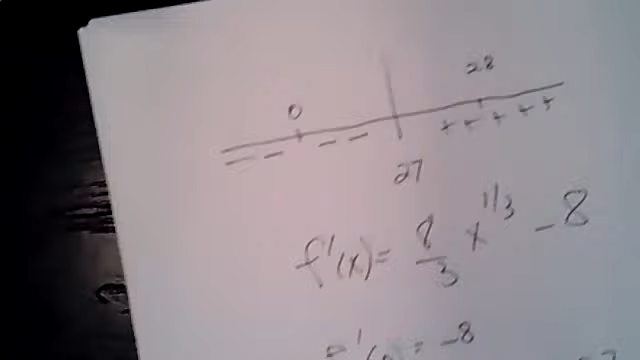 28
0
— — — — + + + + +
27
f'(x) = 8/3 x^1/3 - 8
= -8